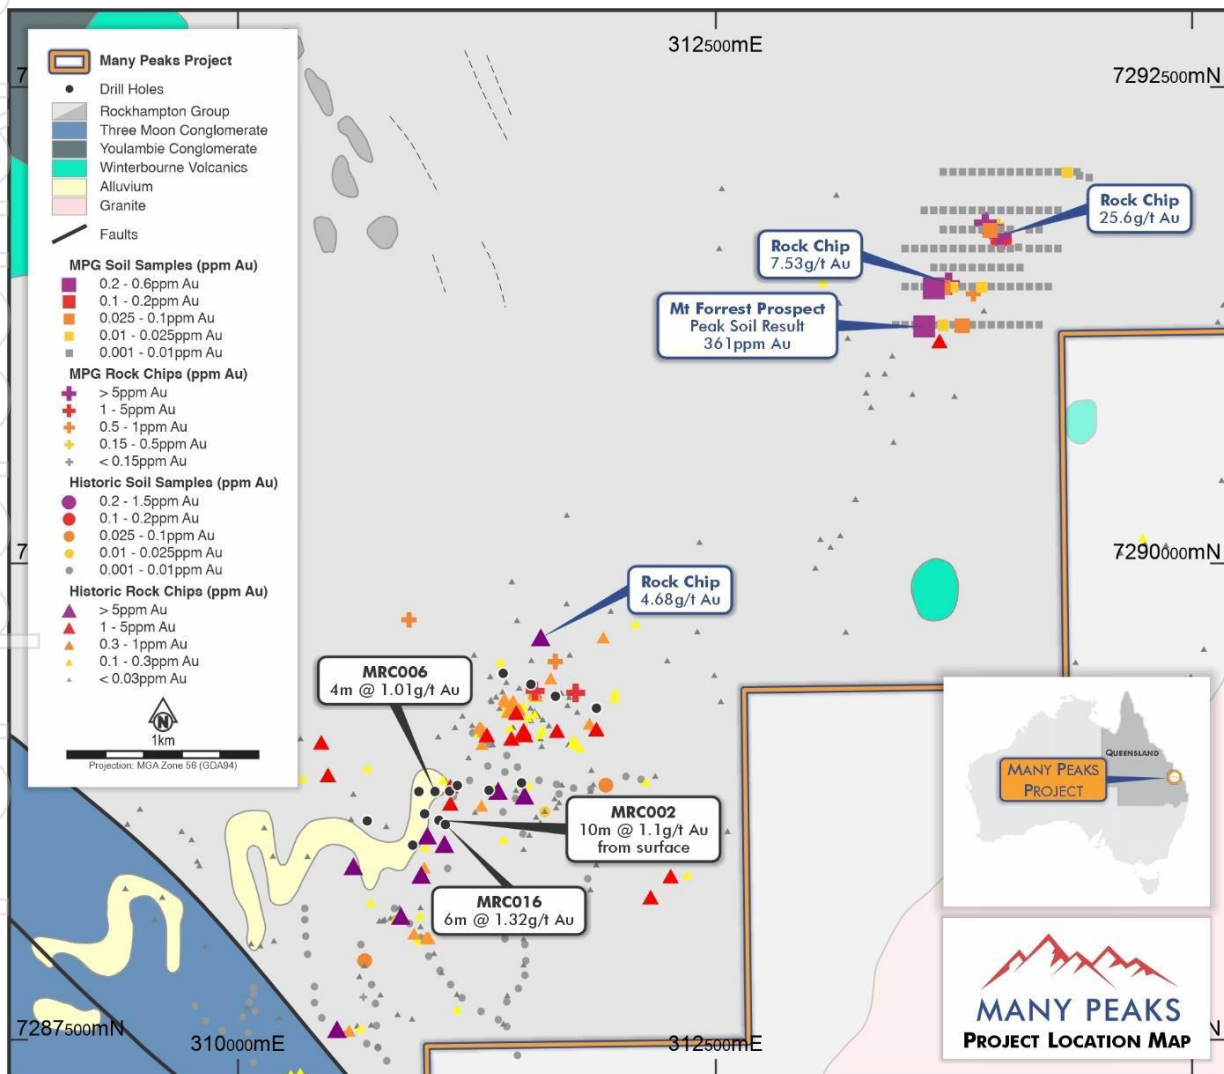 312500mE
7292500mN
Many Peaks Project
Drill Holes
Rockhampton Group
Three Moon Conglomerate
Youlambie Conglomerate
Winterbourne Volcanics
Alluvium
Granite
Faults
MPG Soil Samples (ppm Au)
0.2 - 0.6ppm Au
0.1 - 0.2ppm Au
0.025 - 0.1ppm Au
0.01 - 0.025ppm Au
0.001 - 0.01ppm Au
MPG Rock Chips (ppm Au)
> 5ppm Au
1 - 5ppm Au
0.5 - 1ppm Au
0.15 - 0.5ppm Au
< 0.15ppm Au
Historic Soil Samples (ppm Au)
0.2 - 1.5ppm Au
0.1 - 0.2ppm Au
0.025 - 0.1ppm Au
0.01 - 0.025ppm Au
0.001 - 0.01ppm Au
Historic Rock Chips (ppm Au)
> 5ppm Au
1 - 5ppm Au
0.3 - 1ppm Au
0.1 - 0.3ppm Au
< 0.03ppm Au
N
1km
Projection: MGA Zone 56 (GDA94)
7
7
Rock Chip
25.6g/t Au
Rock Chip
7.53g/t Au
Mt Forrest Prospect
Peak Soil Result
361ppm Au
7290000mN
Rock Chip
4.68g/t Au
MRC006
4m @ 1.01g/t Au
MRC002
10m @ 1.1g/t Au
from surface
MRC016
6m @ 1.32g/t Au
QUEENSLAND
MANY PEAKS
PROJECT
MANY PEAKS
PROJECT LOCATION MAP
7287500mN
310000mE
312500mE
N